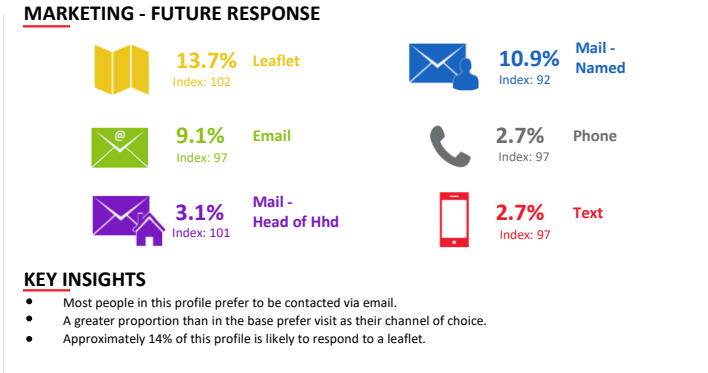 MARKETING - FUTURE RESPONSE
13.7% Leaflet
Index: 102
10.9% Mail -
Named
Index: 92
@
9.1% Email
Index: 97
2.7% Phone
Index: 97
3.1% Mail -
Head of Hhd
Index: 101
2.7% Text
Index: 97
KEY INSIGHTS
• Most people in this profile prefer to be contacted via email.
• A greater proportion than in the base prefer visit as their channel of choice.
• Approximately 14% of this profile is likely to respond to a leaflet.